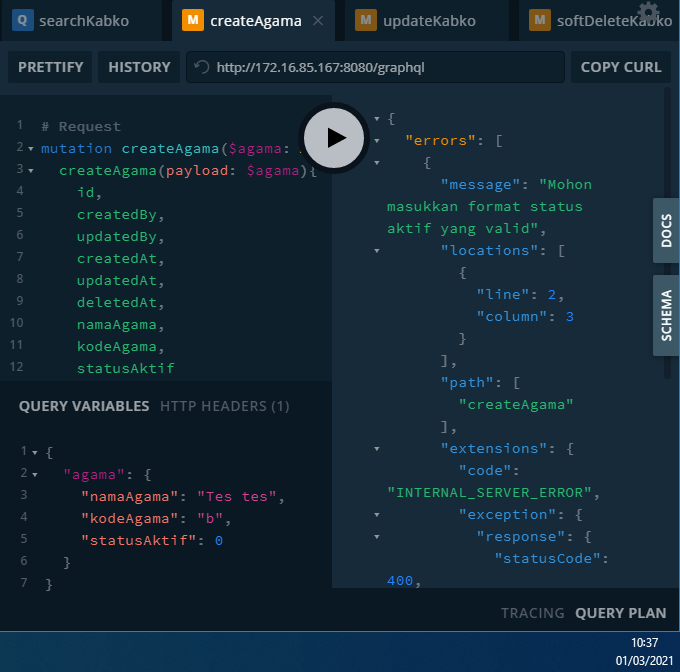 Q searchKabko
M createAgama ×
M updateKabko
M softDeleteKabko
PRETTIFY
HISTORY
http://172.16.85.167:8080/graphql
COPY CURL
1 # Request
2 mutation createAgama($agama:
3 createAgama(payload: $agama){
4 id,
5 createdBy,
6 updatedBy,
7 createdAt,
8 updatedAt,
9 deletedAt,
10 namaAgama,
11 kodeAgama,
12 statusAktif
QUERY VARIABLES HTTP HEADERS (1)
1 {
2 "agama": {
3 "namaAgama": "Tes tes",
4 "kodeAgama": "b",
5 "statusAktif": 0
6 }
7 }
{
"errors": [
{
"message": "Mohon
masukkan format status
aktif yang valid",
"locations": [
{
"line": 2,
"column": 3
}
],
"path": [
"createAgama"
],
"extensions": {
"code":
"INTERNAL_SERVER_ERROR",
"exception": {
"response": {
"statusCode":
400,
DOCS
SCHEMA
TRACING QUERY PLAN
10:37
01/03/2021